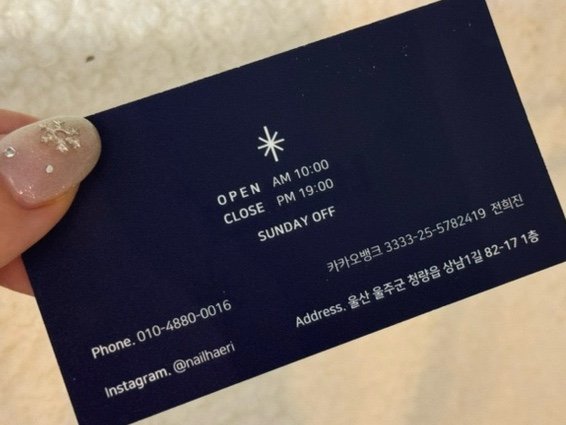 OPEN AM 10:00
CLOSE PM 19:00
SUNDAY OFF
카카오뱅크 3333-25-5782419 전희진
Phone. 010-4880-0016
Address. 울산 울주군 청량읍 상남1길 82-17 1층
Instagram. @nailhaeri